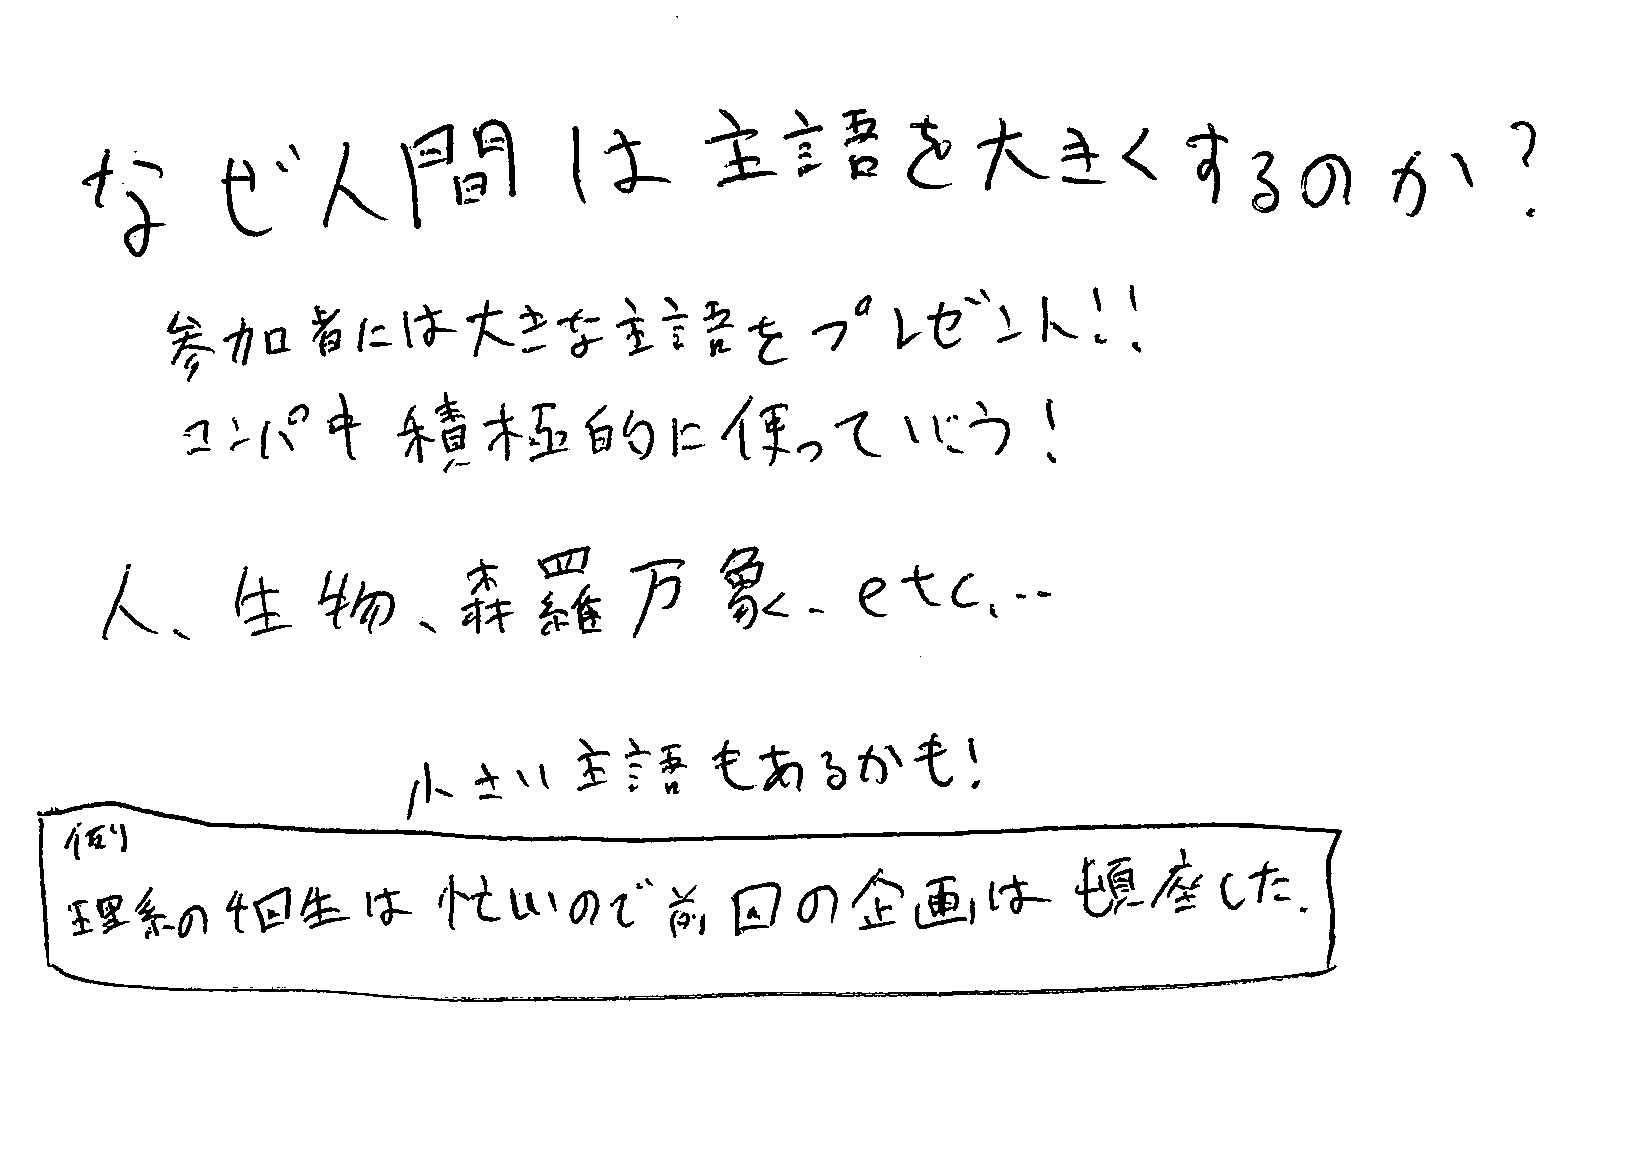 なぜ人間は主語を大きくするのか?
参加者には大きな主語をプレゼント!!
コンパ中積極的に使っていこう!
人、生物、森羅万象、etc...
小さい主語もあるかも!
例)
理系の4回生は忙しいので前回の企画は頓座した.